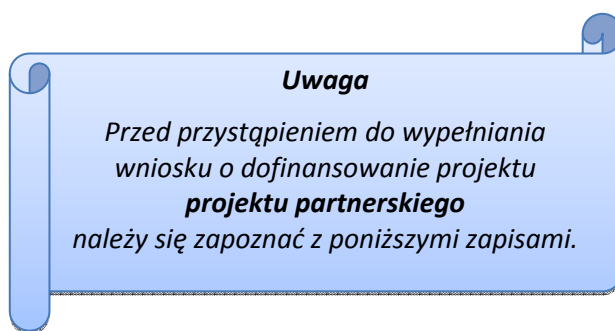 Uwaga
Przed przystąpieniem do wypełniania
wniosku o dofinansowanie projektu
projektu partnerskiego
należy się zapoznać z poniższymi zapisami.